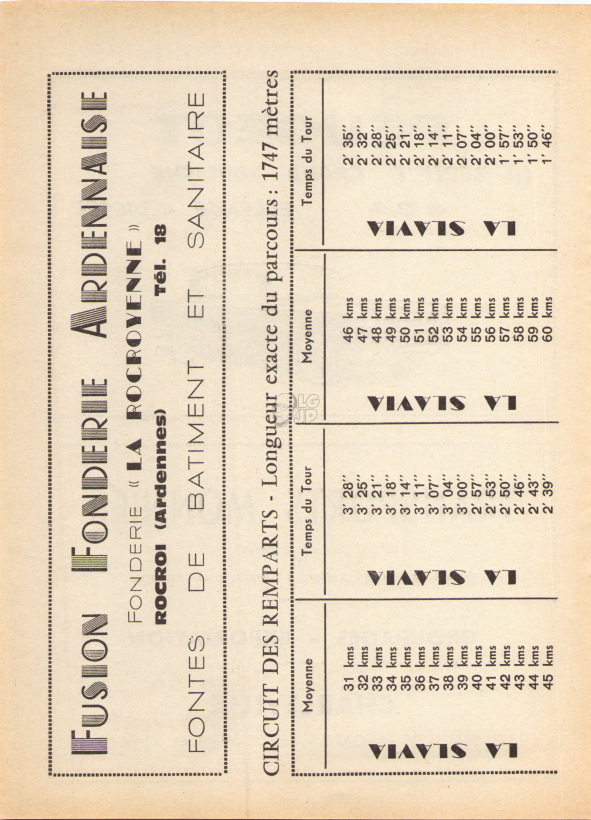 FUSION FONDERIE ARDENNAISE
FONDERIE « LA ROCROYENNE »
ROCROI (Ardennes) Tél. 18
FONTES DE BATIMENT ET SANITAIRE
CIRCUIT DES REMPARTS - Longueur exacte du parcours : 1747 mètres
Moyenne Temps du Tour Moyenne Temps du Tour
31 kms 3' 28'' 46 kms 2' 35''
32 kms 3' 25'' 47 kms 2' 32''
33 kms 3' 21'' 48 kms 2' 28''
34 kms 3' 18'' 49 kms 2' 25''
35 kms 3' 14'' 50 kms 2' 21''
36 kms 3' 11'' 51 kms 2' 18''
37 kms 3' 07'' 52 kms 2' 14''
38 kms 3' 04'' 53 kms 2' 11''
39 kms 3' 00'' 54 kms 2' 07''
40 kms 2' 57'' 55 kms 2' 04''
41 kms 2' 53'' 56 kms 2' 00''
42 kms 2' 50'' 57 kms 1' 57''
43 kms 2' 46'' 58 kms 1' 53''
44 kms 2' 43'' 59 kms 1' 50''
45 kms 2' 39'' 60 kms 1' 46''
LA SLAVIA
LA SLAVIA
LA SLAVIA
LA SLAVIA
LA SLAVIA
LA SLAVIA
LA SLAVIA
LA SLAVIA